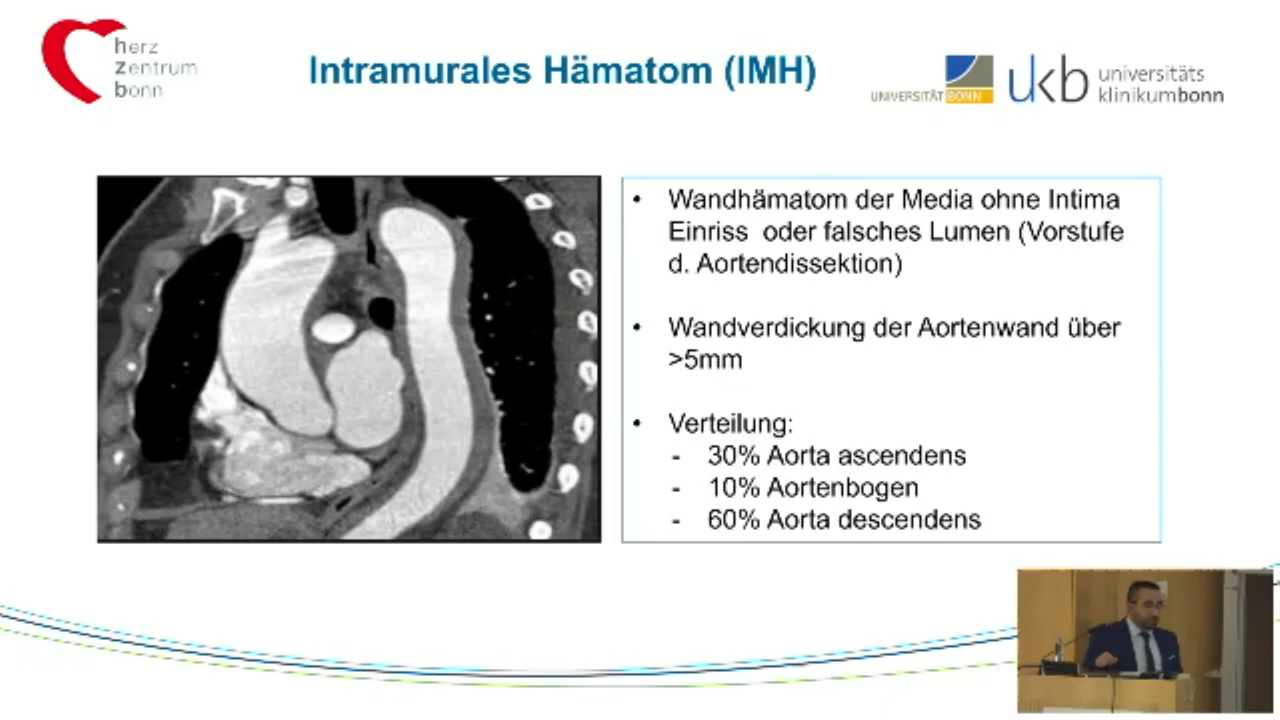 herz
zentrum
bonn
Intramurales Hämatom (IMH)
UNIVERSITÄT BONN
ukb
universitäts
klinikumbonn
• Wandhämatom der Media ohne Intima
Einriss oder falsches Lumen (Vorstufe
d. Aortendissektion)
• Wandverdickung der Aortenwand über
>5mm
• Verteilung:
- 30% Aorta ascendens
- 10% Aortenbogen
- 60% Aorta descendens